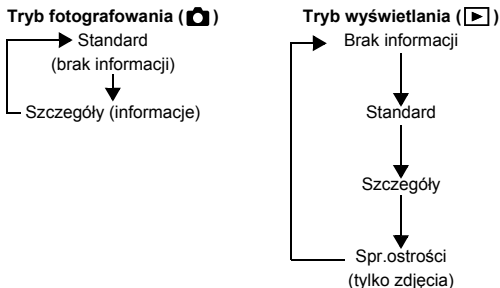 Tryb fotografowania ( )
Standard
(brak informacji)
Szczegóły (informacje)
Tryb wyświetlania ( )
Brak informacji
Standard
Szczegóły
Spr.ostrości
(tylko zdjęcia)